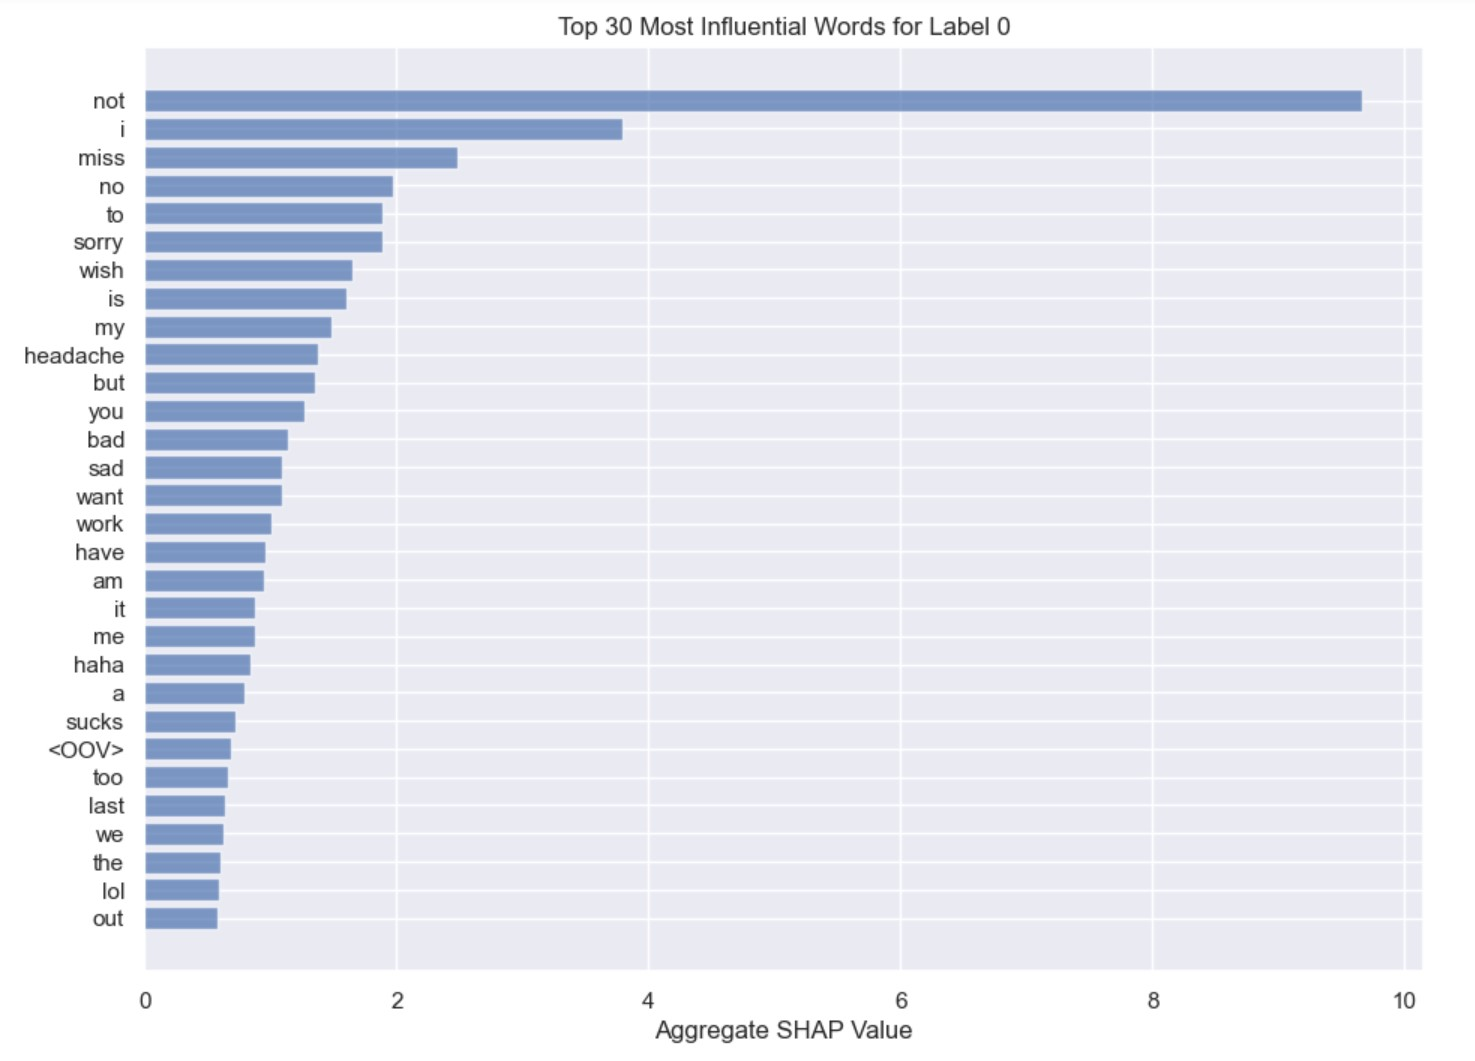 Top 30 Most Influential Words for Label 0
not
i
miss
no
to
sorry
wish
is
my
headache
but
you
bad
sad
want
work
have
am
it
me
haha
a
sucks
<OOV>
too
last
we
the
lol
out
0 2 4 6 8 10
Aggregate SHAP Value